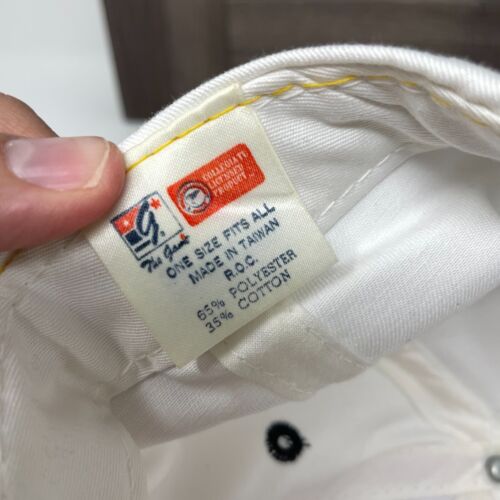 COLLEGIATE
LICENSED
PRODUCT
G.
The Game
ONE SIZE FITS ALL
MADE IN TAIWAN
R.O.C.
65% POLYESTER
35% COTTON